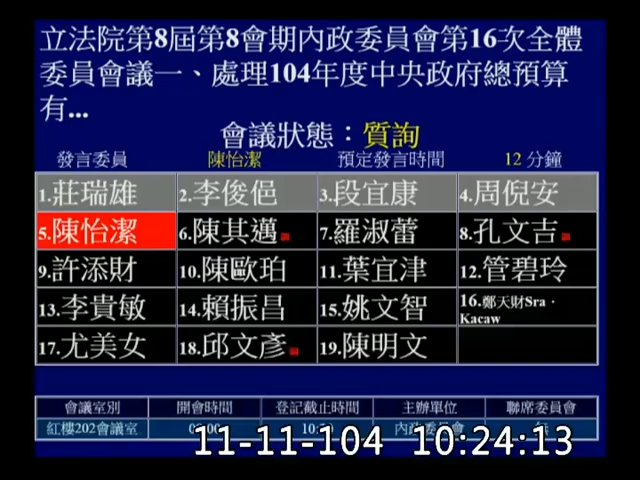 立法院第8屆第8會期內政委員會第16次全體
委員會議一、處理104年度中央政府總預算
有...
會議狀態：質詢
發言委員 陳怡潔 預定發言時間 12 分鐘
1.莊瑞雄 2.李俊俋 3.段宜康 4.周倪安
5.陳怡潔 6.陳其邁 7.羅淑蕾 8.孔文吉
9.許添財 10.陳歐珀 11.葉宜津 12.管碧玲
13.李貴敏 14.賴振昌 15.姚文智 16.鄭天財Sra．
Kacaw
17.尤美女 18.邱文彥 19.陳明文
會議室別 開會時間 登記截止時間 主辦單位 聯席委員會
紅樓202會議室 內政委員會
11-11-104 10:24:13